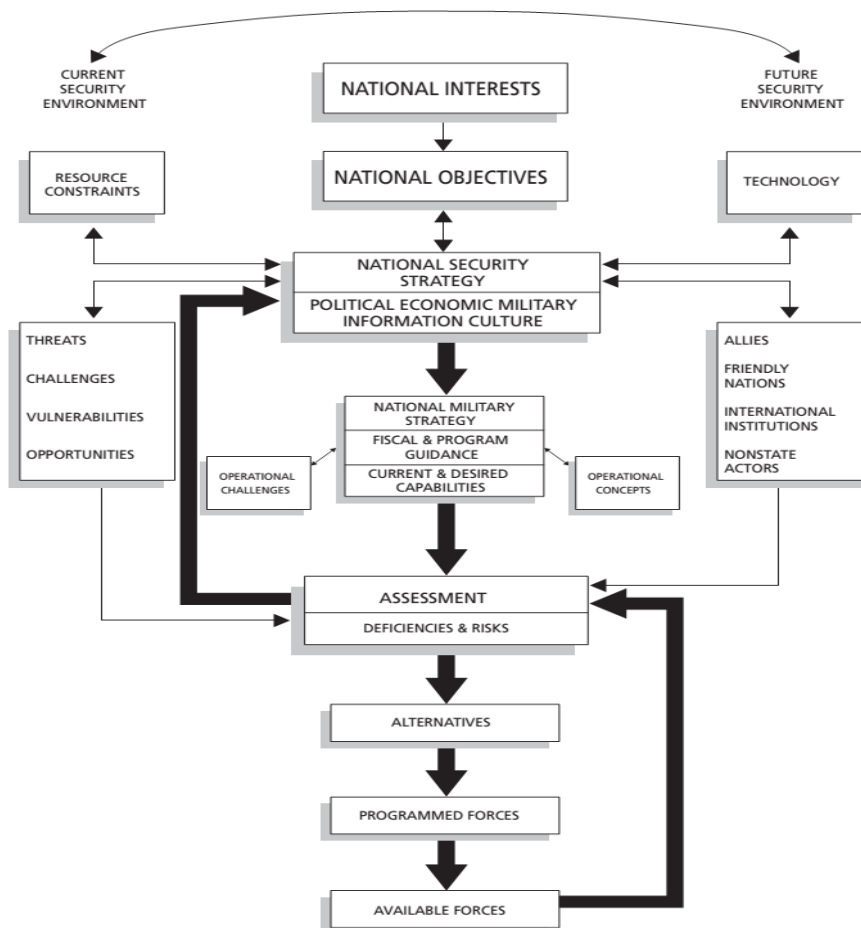 CURRENT
SECURITY
ENVIRONMENT
NATIONAL INTERESTS
FUTURE
SECURITY
ENVIRONMENT
RESOURCE
CONSTRAINTS
NATIONAL OBJECTIVES
TECHNOLOGY
NATIONAL SECURITY
STRATEGY
POLITICAL ECONOMIC MILITARY
INFORMATION CULTURE
THREATS
CHALLENGES
VULNERABILITIES
OPPORTUNITIES
ALLIES
FRIENDLY
NATIONS
INTERNATIONAL
INSTITUTIONS
NONSTATE
ACTORS
NATIONAL MILITARY
STRATEGY
FISCAL & PROGRAM
GUIDANCE
CURRENT & DESIRED
CAPABILITIES
OPERATIONAL
CHALLENGES
OPERATIONAL
CONCEPTS
ASSESSMENT
DEFICIENCIES & RISKS
ALTERNATIVES
PROGRAMMED FORCES
AVAILABLE FORCES